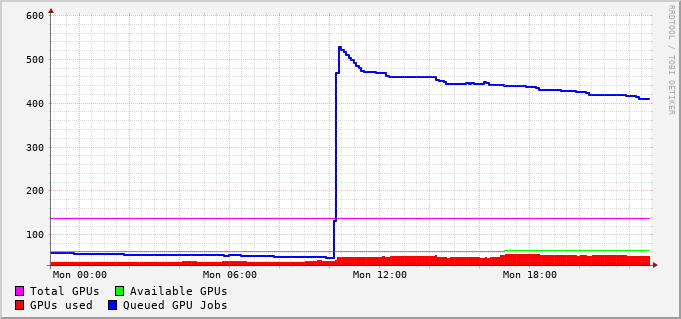 600
500
400
300
200
100
Mon 00:00 Mon 06:00 Mon 12:00 Mon 18:00
Total GPUs Available GPUs
GPUs used Queued GPU Jobs
RRDTOOL / TOBI OETIKER